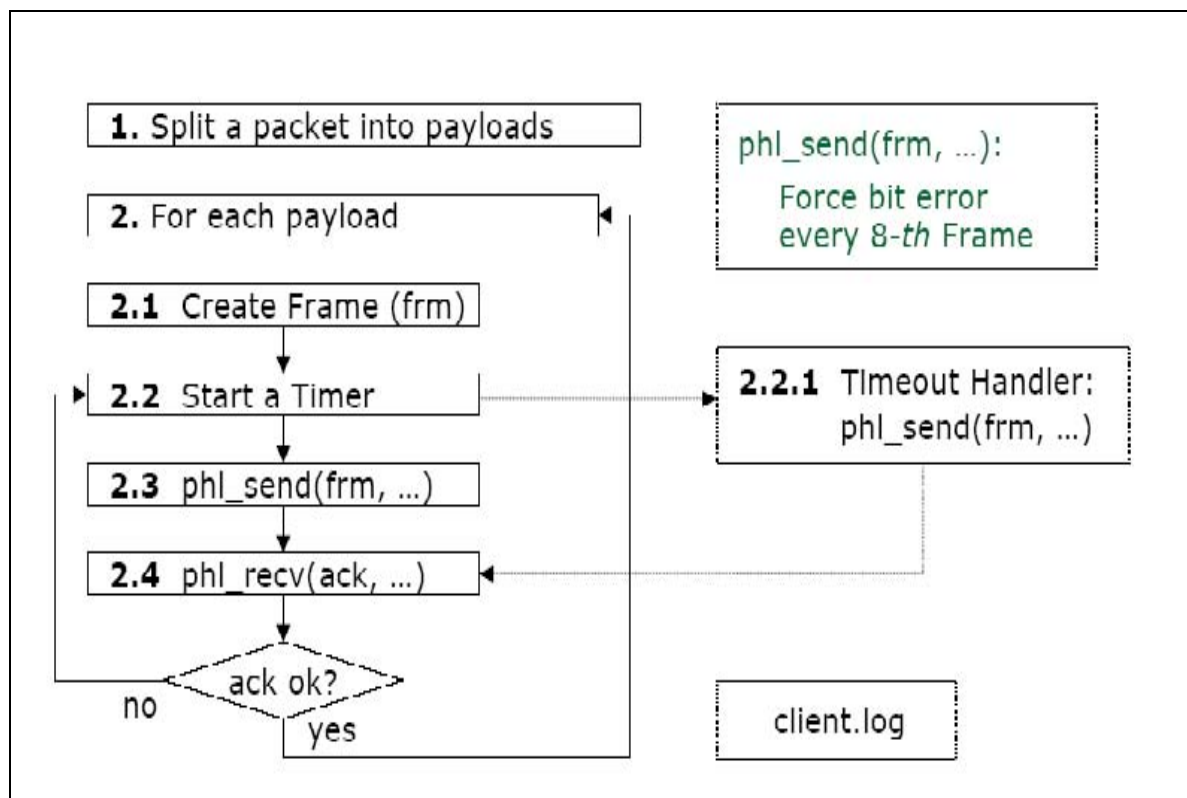 1. Split a packet into payloads
2. For each payload
2.1 Create Frame (frm)
2.2 Start a Timer
2.3 phl_send(frm, ...)
2.4 phl_recv(ack, ...)
ack ok?
no
yes
phl_send(frm, ...):
Force bit error
every 8-th Frame
2.2.1 TImeout Handler:
phl_send(frm, ...)
client.log